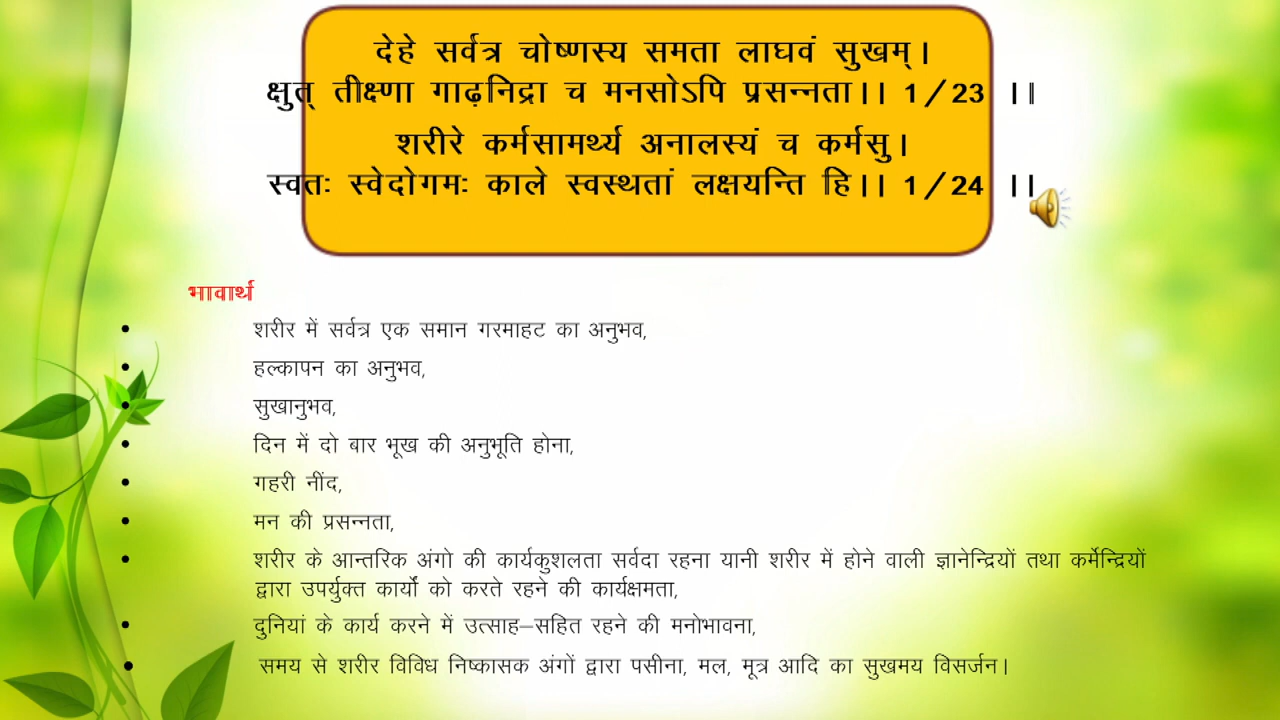 देहे सर्वत्र चोष्णस्य समता लाघवं सुखम्।
क्षुत् तीक्ष्णा गाढ़निद्रा च मनसोऽपि प्रसन्नता।। 1/23 ।।
शरीरे कर्मसामर्थ्य अनालस्यं च कर्मसु।
स्वतः स्वेदोगमः काले स्वस्थतां लक्षयन्ति हि।। 1/24 ।।
भावार्थ
• शरीर में सर्वत्र एक समान गरमाहट का अनुभव,
• हल्कापन का अनुभव,
• सुखानुभव,
• दिन में दो बार भूख की अनुभूति होना,
• गहरी नींद,
• मन की प्रसन्नता,
• शरीर के आन्तरिक अंगो की कार्यकुशलता सर्वदा रहना यानी शरीर में होने वाली ज्ञानेन्द्रियों तथा कर्मेन्द्रियों
द्वारा उपर्युक्त कार्यों को करते रहने की कार्यक्षमता,
• दुनियां के कार्य करने में उत्साह–सहित रहने की मनोभावना,
• समय से शरीर विविध निष्कासक अंगों द्वारा पसीना, मल, मूत्र आदि का सुखमय विसर्जन।